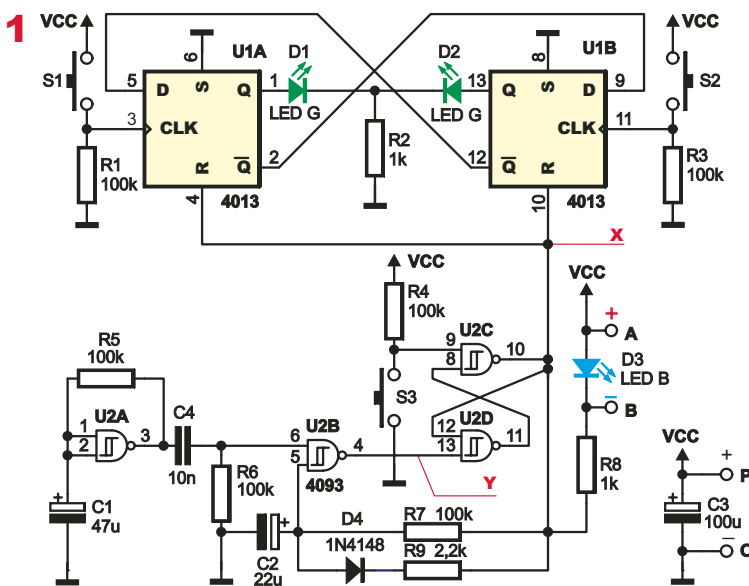 1
VCC
VCC
U1A
D1
D2
U1B
S1
S2
6
8
5 D S Q 1
13 Q S D 9
LED G
LED G
3 CLK
CLK 11
R1
100k
R2
1k
R3
100k
R Q 2
12 Q R
4
4013
10
4013
X
VCC
VCC
R4
100k
U2C
9
8
10
+
A
D3
LED B
R5
100k
S3
–
B
U2A
C4
U2B
U2D
1
2
3
6
5
4
12
13
11
VCC
10n
4093
R6
100k
Y
R8
1k
+
P
+
C1
47u
+
C2
22u
D4
1N4148
R7 100k
R9 2,2k
+
C3
100u
–
O